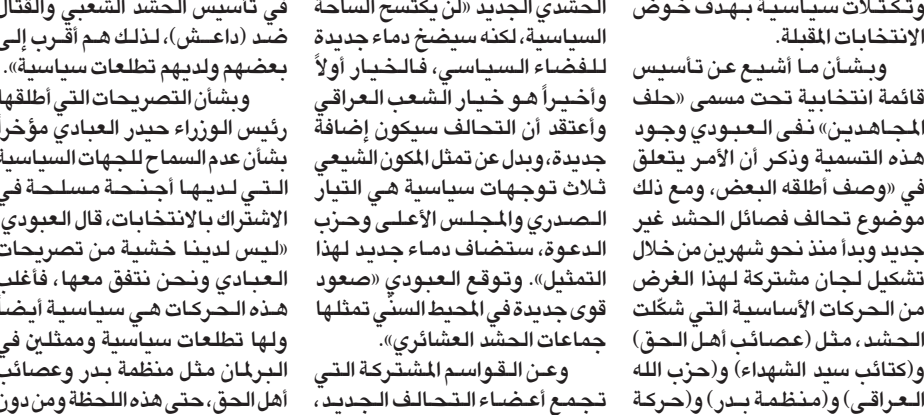 وتكتلات سياسية بهدف خوض
الانتخابات المقبلة.
وبشأن ما أشيع عن تأسيس
قائمة انتخابية تحت مسمى «حلف
المجاهدين» نفى العبودي وجود
هذه التسمية وذكر أن الأمر يتعلق
في «وصف أطلقه البعض، ومع ذلك
موضوع تحالف فصائل الحشد غير
جديد وبدأ منذ نحو شهرين من خلال
تشكيل لجان مشتركة لهذا الغرض
من الحركات الأساسية التي شكّلت
الحشد، مثل (عصائب أهل الحق)
و(كتائب سيد الشهداء) و(حزب الله
لعراقي) و(منظمة بدر) و(حركة
الحشدي الجديد «لن يكتسح الساحة
السياسية، لكنه سيضخ دماء جديدة
للفضاء السياسي، فالخيار أولاً
وأخيراً هو خيار الشعب العراقي
وأعتقد أن التحالف سيكون إضافة
جديدة، وبدل عن تمثل المكون الشيعي
ثلاث توجهات سياسية هي التيار
الصدري والمجلس الأعلى وحزب
الدعوة، ستضاف دماء جديد لهذا
التمثيل». وتوقع العبودي «صعود
قوى جديدة في المحيط السنّي تمثلها
جماعات الحشد العشائري».
وعن القواسم المشتركة التي
تجمع أعضاء التحالف الجديد،
في تأسيس الحشد الشعبي والقتال
ضد (داعش)، لذلك هم أقرب إلى
بعضهم ولديهم تطلعات سياسية».
وبشأن التصريحات التي أطلقها
رئيس الوزراء حيدر العبادي مؤخراً
بشأن عدم السماح للجهات السياسية
التي لديها أجنحة مسلحة في
الاشتراك بالانتخابات، قال العبودي
«ليس لدينا خشية من تصريحات
العبادي ونحن نتفق معها، فأغلب
هذه الحركات هي سياسية أيضاً
ولها تطلعات سياسية وممثلين في
البرلمان مثل منظمة بدر وعصائب
أهل الحق، حتى هذه اللحظة ومن دون